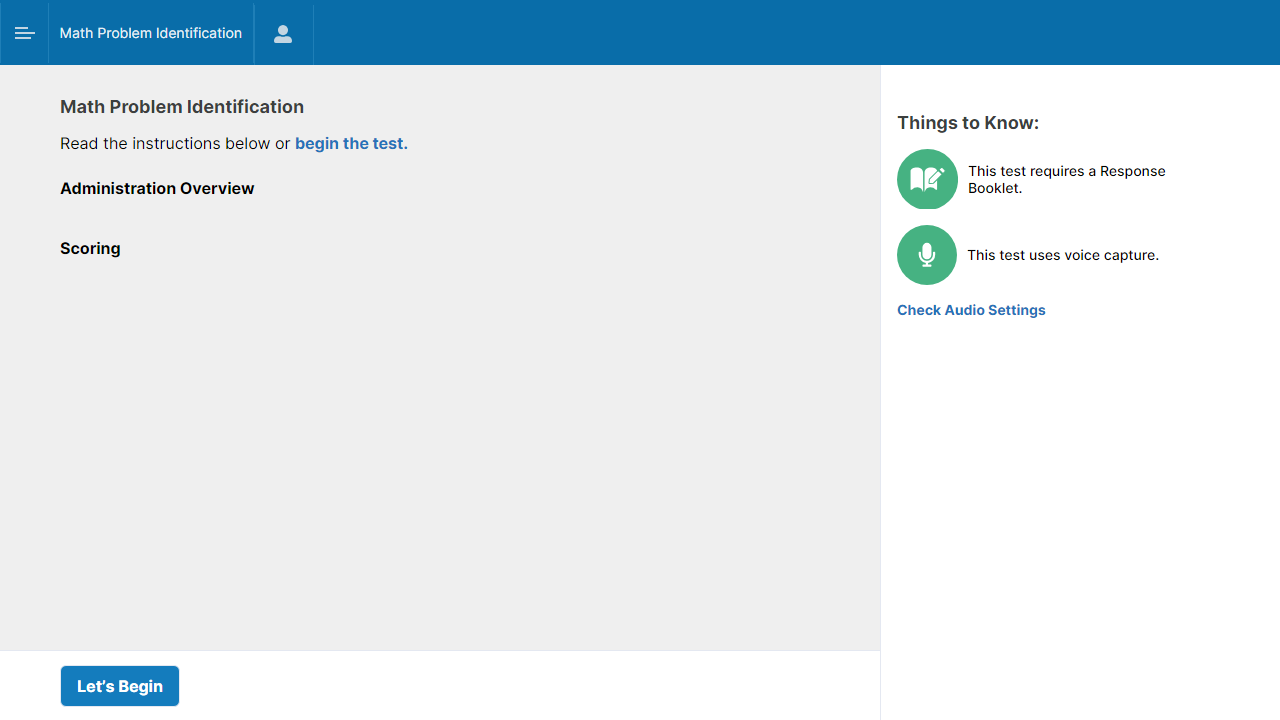 Math Problem Identification
Math Problem Identification
Read the instructions below or begin the test.
Administration Overview
Scoring
Let's Begin
Things to Know:
This test requires a Response
Booklet.
This test uses voice capture.
Check Audio Settings